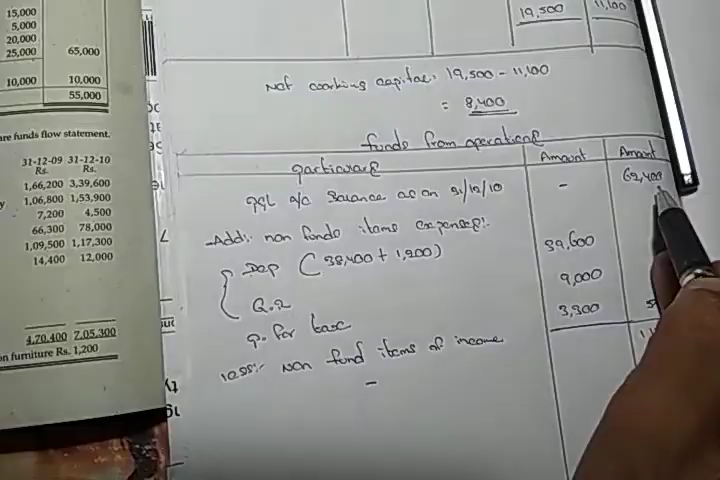 15,000
5,000
20,000
25,000 65,000
10,000 10,000
55,000
are funds flow statement.
31-12-09 31-12-10
Rs. Rs.
1,66,200 3,39,600
1,06,800 1,53,900
7,200 4,500
66,300 78,000
1,09,500 1,17,300
14,400 12,000
4,70,400 7,05,300
on furniture Rs. 1,200
19,500 11,100
Net working capital = 19,500 - 11,100
= 8,400
funds from operations
particulars Amount Amount
P&L a/c Balance as on 31/12/10 - 62,400
Add:- non funds items expenses:-
Dep (38,400 + 1,200) 39,600
G.R 9,000
P. for tax 3,300
less:- Non fund items of income
-